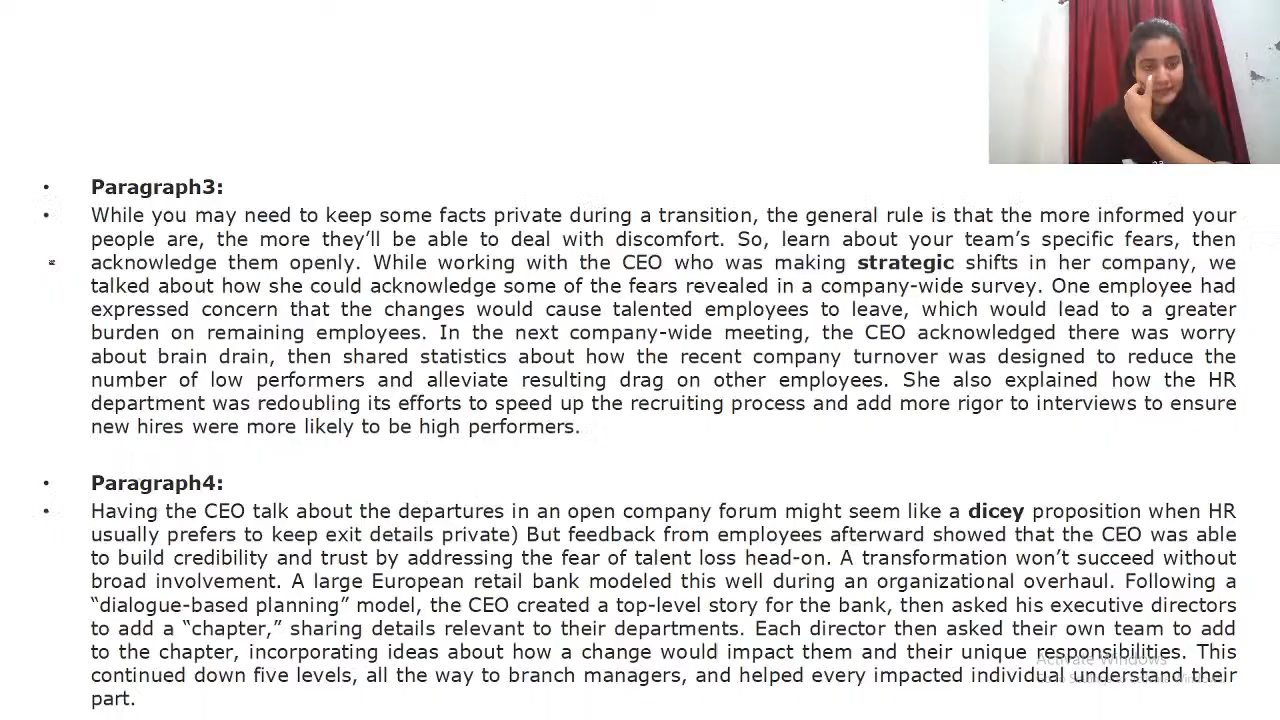 Paragraph3:
While you may need to keep some facts private during a transition, the general rule is that the more informed your
people are, the more they'll be able to deal with discomfort. So, learn about your team's specific fears, then
acknowledge them openly. While working with the CEO who was making strategic shifts in her company, we
talked about how she could acknowledge some of the fears revealed in a company-wide survey. One employee had
expressed concern that the changes would cause talented employees to leave, which would lead to a greater
burden on remaining employees. In the next company-wide meeting, the CEO acknowledged there was worry
about brain drain, then shared statistics about how the recent company turnover was designed to reduce the
number of low performers and alleviate resulting drag on other employees. She also explained how the HR
department was redoubling its efforts to speed up the recruiting process and add more rigor to interviews to ensure
new hires were more likely to be high performers.
Paragraph4:
Having the CEO talk about the departures in an open company forum might seem like a dicey proposition when HR
usually prefers to keep exit details private) But feedback from employees afterward showed that the CEO was able
to build credibility and trust by addressing the fear of talent loss head-on. A transformation won't succeed without
broad involvement. A large European retail bank modeled this well during an organizational overhaul. Following a
“dialogue-based planning” model, the CEO created a top-level story for the bank, then asked his executive directors
to add a “chapter,” sharing details relevant to their departments. Each director then asked their own team to add
to the chapter, incorporating ideas about how a change would impact them and their unique responsibilities. This
continued down five levels, all the way to branch managers, and helped every impacted individual understand their
part.
Activate Windows